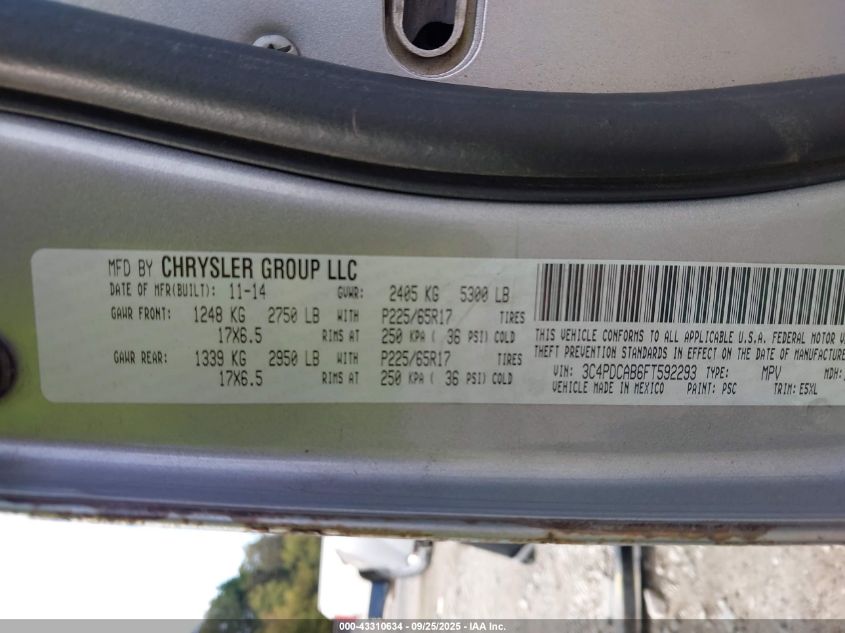 MFD BY CHRYSLER GROUP LLC
DATE OF MFR(BUILT): 11-14 GVWR: 2405 KG 5300 LB
GAWR FRONT: 1248 KG 2750 LB WITH P225/65R17 TIRES
17X6.5 RIMS AT 250 KPA ( 36 PSI) COLD
GAWR REAR: 1339 KG 2950 LB WITH P225/65R17 TIRES
17X6.5 RIMS AT 250 KPA ( 36 PSI) COLD
THIS VEHICLE CONFORMS TO ALL APPLICABLE U.S.A. FEDERAL MOTOR V
THEFT PREVENTION STANDARDS IN EFFECT ON THE DATE OF MANUFACTURE
VIN: 3C4PDCAB6FT592293 TYPE: MPV MDH:
VEHICLE MADE IN MEXICO PAINT: PSC TRIM: E5XL
000-43310634 - 09/25/2025 - IAA Inc.